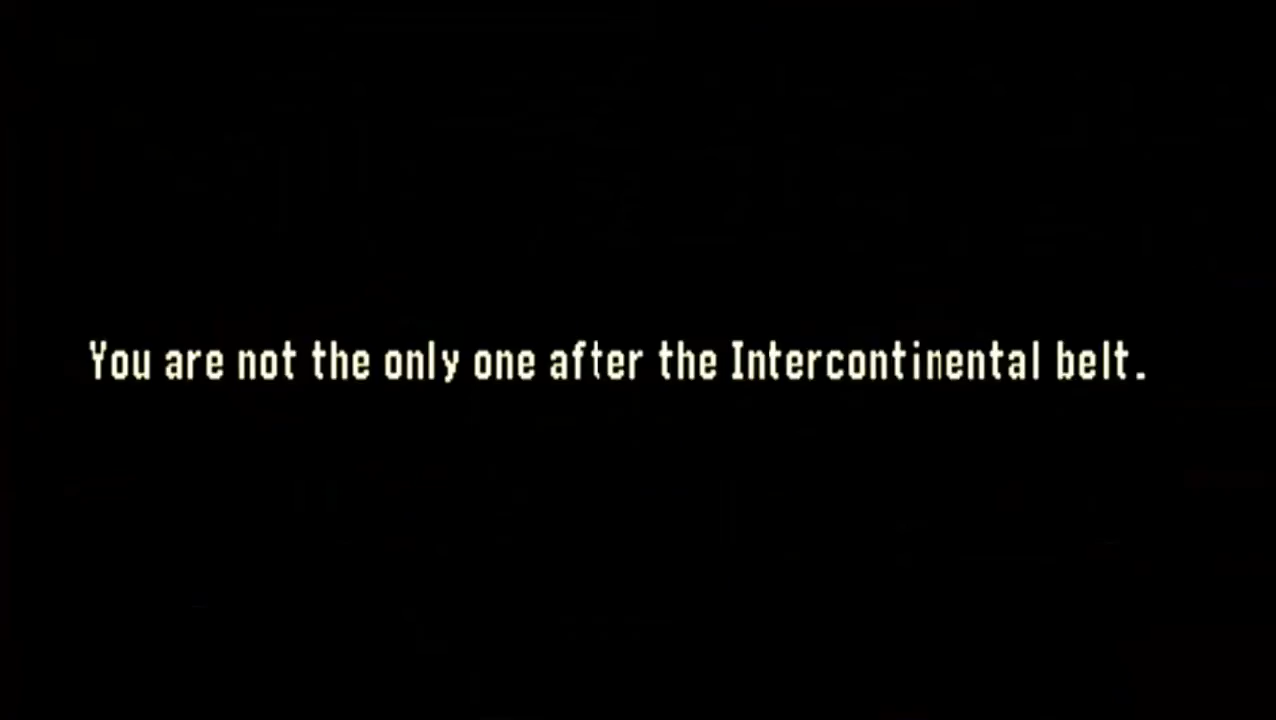 You are not the only one after the Intercontinental belt.